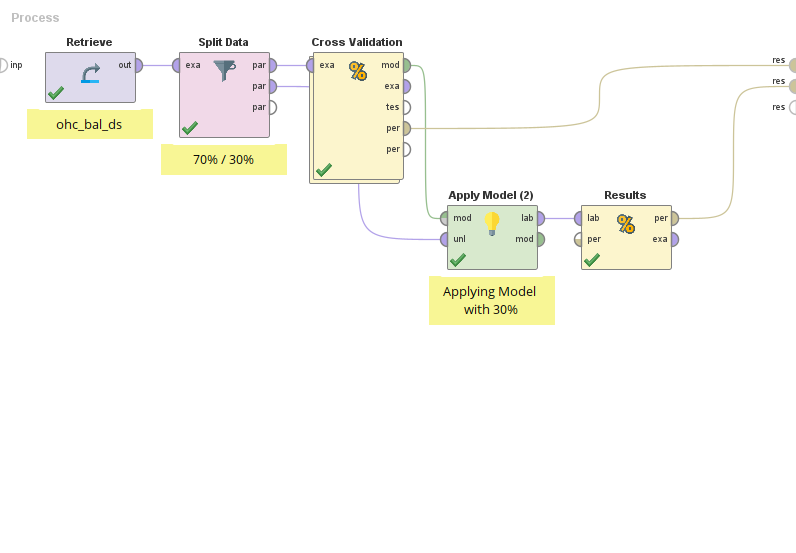 Process
Retrieve
Split Data
Cross Validation
inp
out
exa
par
exa
mod
res
par
exa
res
par
tes
res
per
per
ohc_bal_ds
70% / 30%
Apply Model (2)
Results
mod
lab
lab
per
unl
mod
per
exa
Applying Model
with 30%